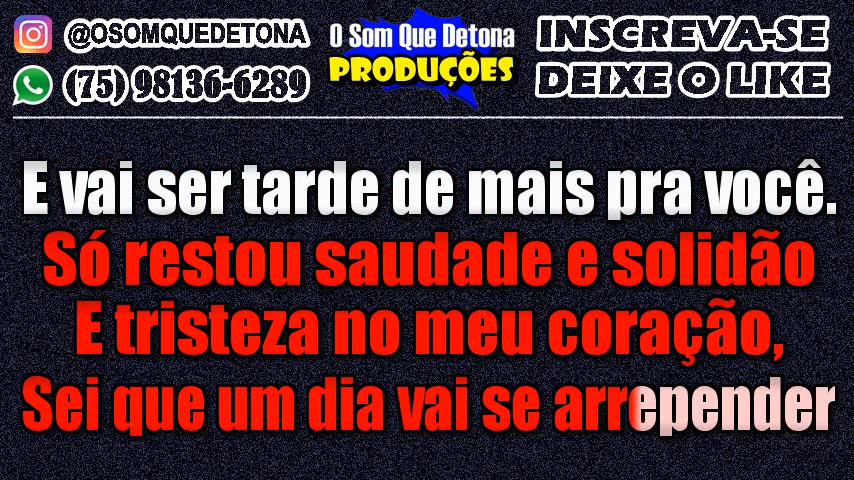 @OSOMQUEDETONA
(75) 98136-6289
O Som Que Detona
PRODUÇÕES
INSCREVA-SE
DEIXE O LIKE
E vai ser tarde de mais pra você.
Só restou saudade e solidão
E tristeza no meu coração,
Sei que um dia vai se arrepender